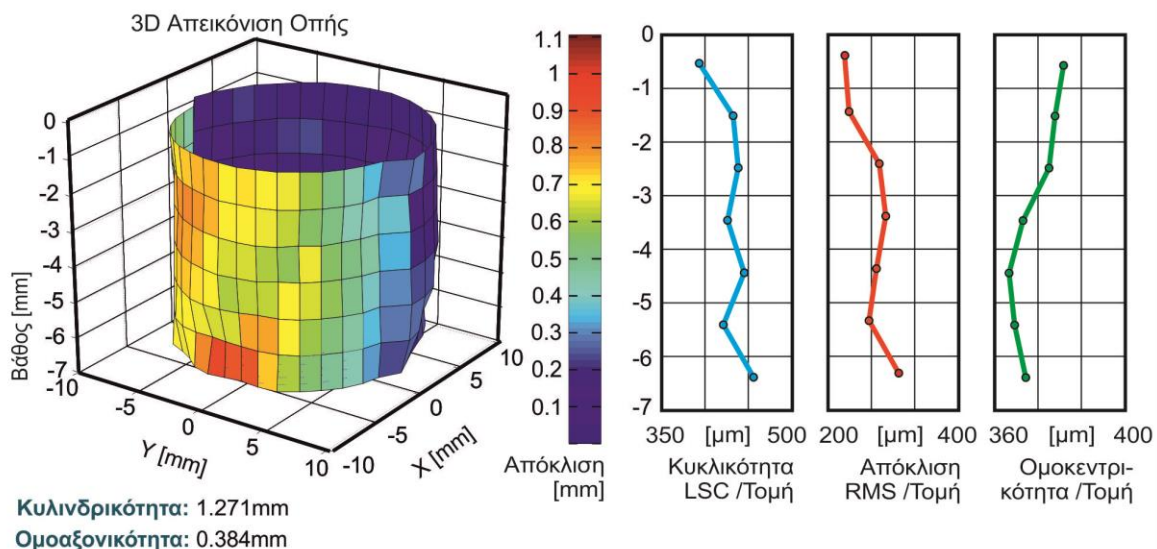 3D Απεικόνιση Οπής
0
-1
-2
-3
-4
-5
-6
-7
Βάθος [mm]
-10
-5
0
5
10
Y [mm]
-10
-5
0
5
10
X [mm]
1.1
1
0.9
0.8
0.7
0.6
0.5
0.4
0.3
0.2
0.1
Απόκλιση
[mm]
0
-1
-2
-3
-4
-5
-6
-7
350 [μm] 500
Κυκλικότητα
LSC /Τομή
200 [μm] 400
Απόκλιση
RMS /Τομή
360 [μm] 400
Ομοκεντρι-
κότητα /Τομή
Κυλινδρικότητα: 1.271mm
Ομοαξονικότητα: 0.384mm